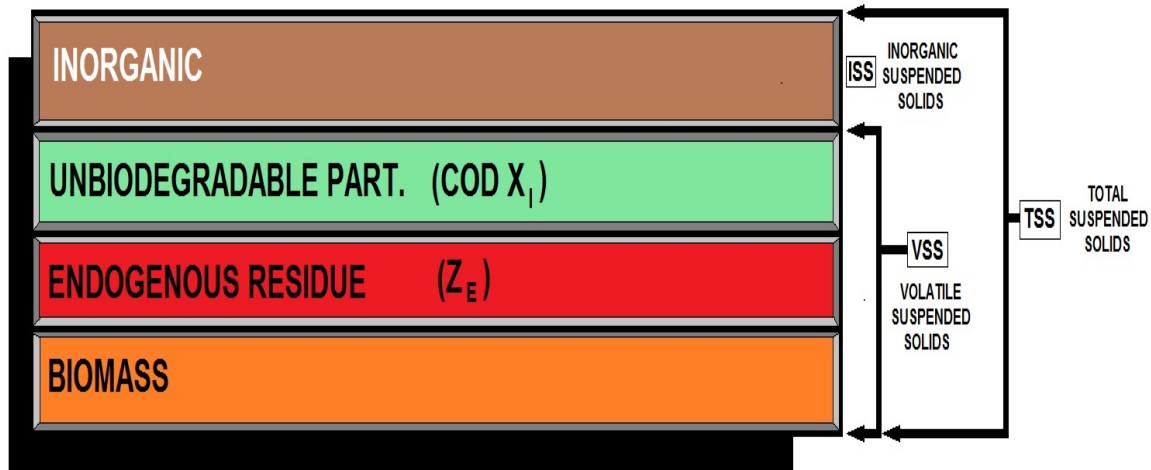 INORGANIC
ISS
INORGANIC
SUSPENDED
SOLIDS
UNBIODEGRADABLE PART. (COD XI)
ENDOGENOUS RESIDUE (ZE)
BIOMASS
VSS
VOLATILE
SUSPENDED
SOLIDS
TSS
TOTAL
SUSPENDED
SOLIDS